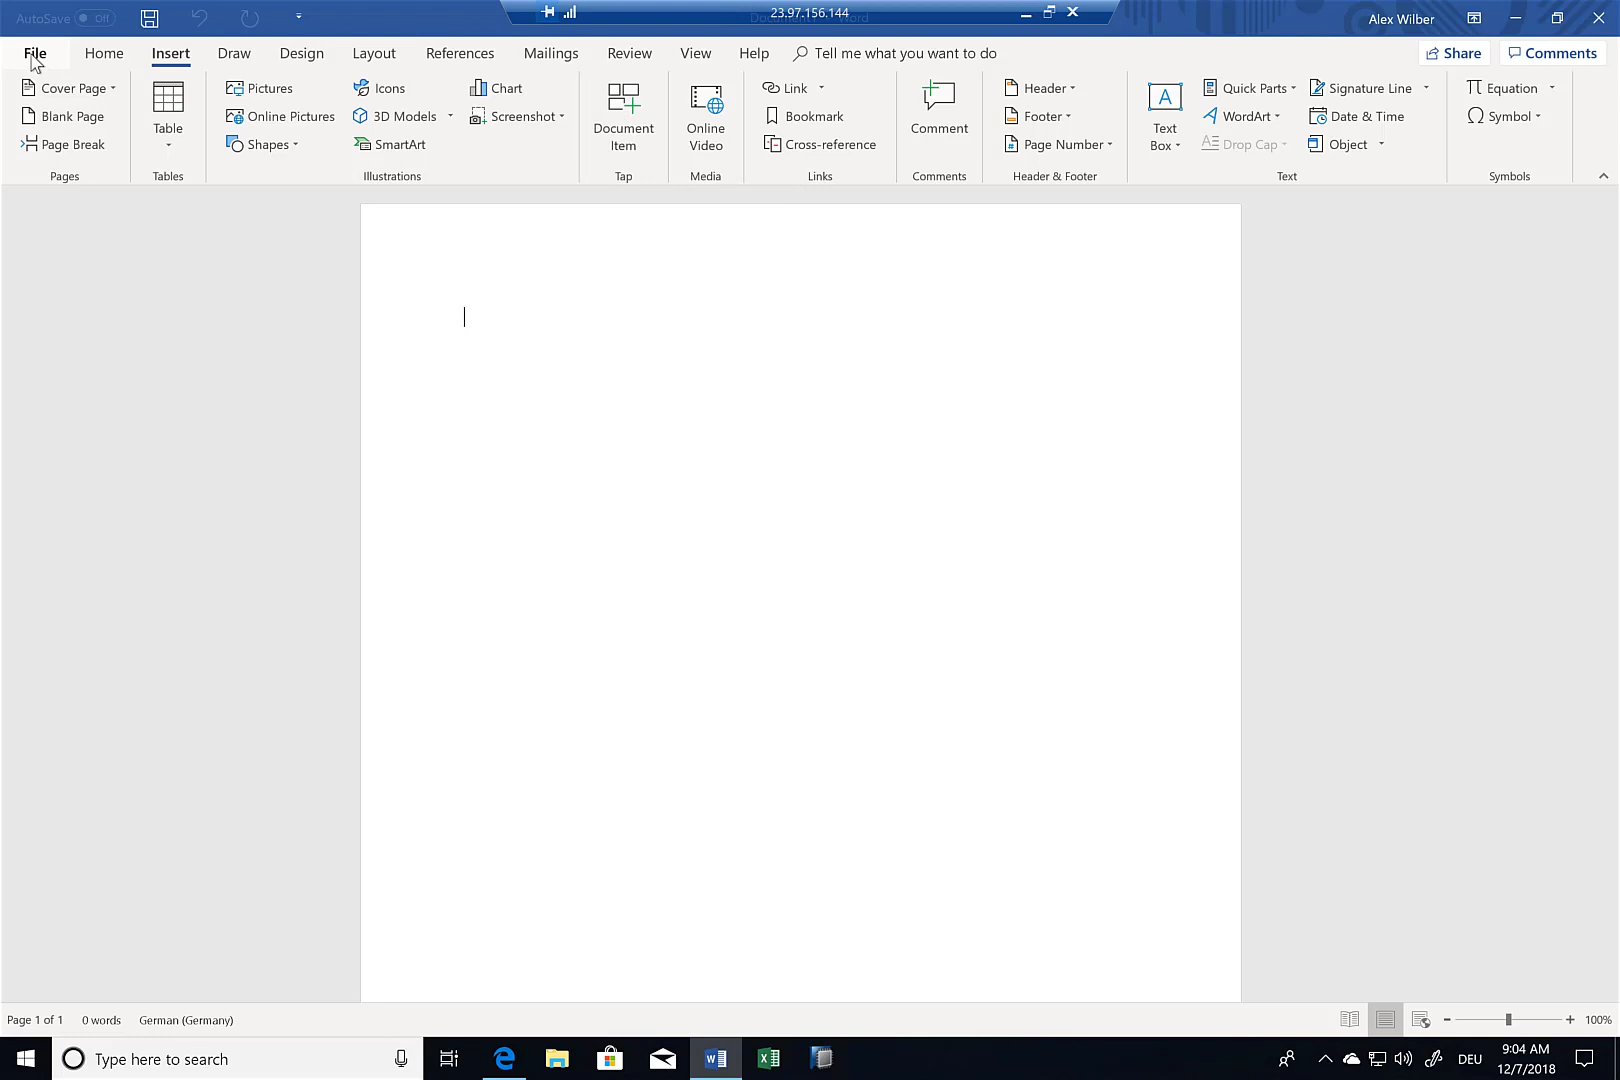 AutoSave Off
23.97.156.144
Document1 - Word
Alex Wilber
File Home Insert Draw Design Layout References Mailings Review View Help Tell me what you want to do Share Comments
Cover Page
Blank Page
Page Break
Pages
Table
Tables
Pictures
Online Pictures
Shapes
Icons
3D Models
SmartArt
Chart
Screenshot
Illustrations
Document
Item
Tap
Online
Video
Media
Link
Bookmark
Cross-reference
Links
Comment
Comments
Header
Footer
Page Number
Header & Footer
Text
Box
Quick Parts
WordArt
Drop Cap
Signature Line
Date & Time
Object
Text
Equation
Symbol
Symbols
Page 1 of 1 0 words German (Germany) 100%
Type here to search
DEU
9:04 AM
12/7/2018